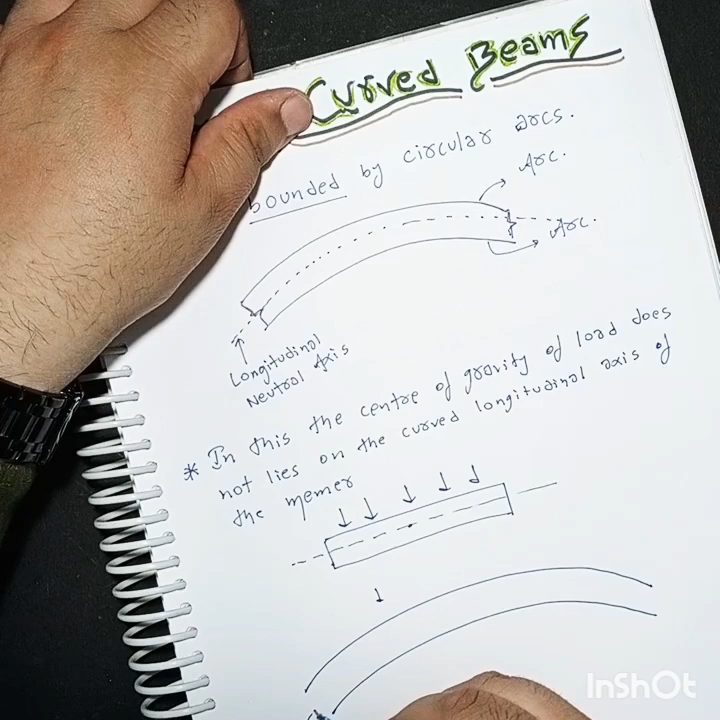 Curved Beams
bounded by circular arcs.
Arc.
Arc.
Longitudinal
Neutral Axis
* In this the centre of gravity of load does
not lies on the curved longitudinal axis of
the memer
InShOt